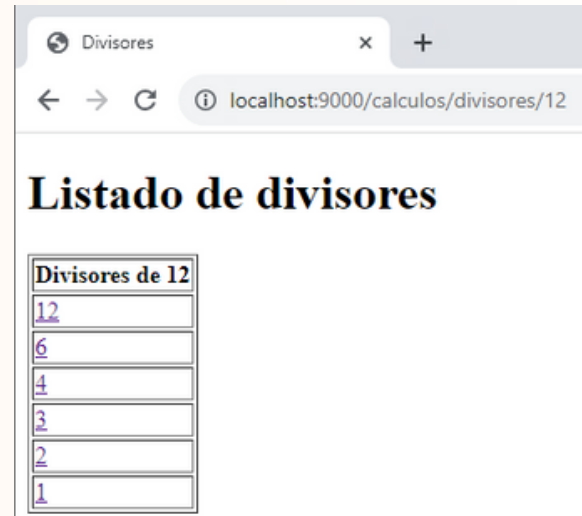 Divisores
localhost:9000/calculos/divisores/12
Listado de divisores
Divisores de 12
12
6
4
3
2
1